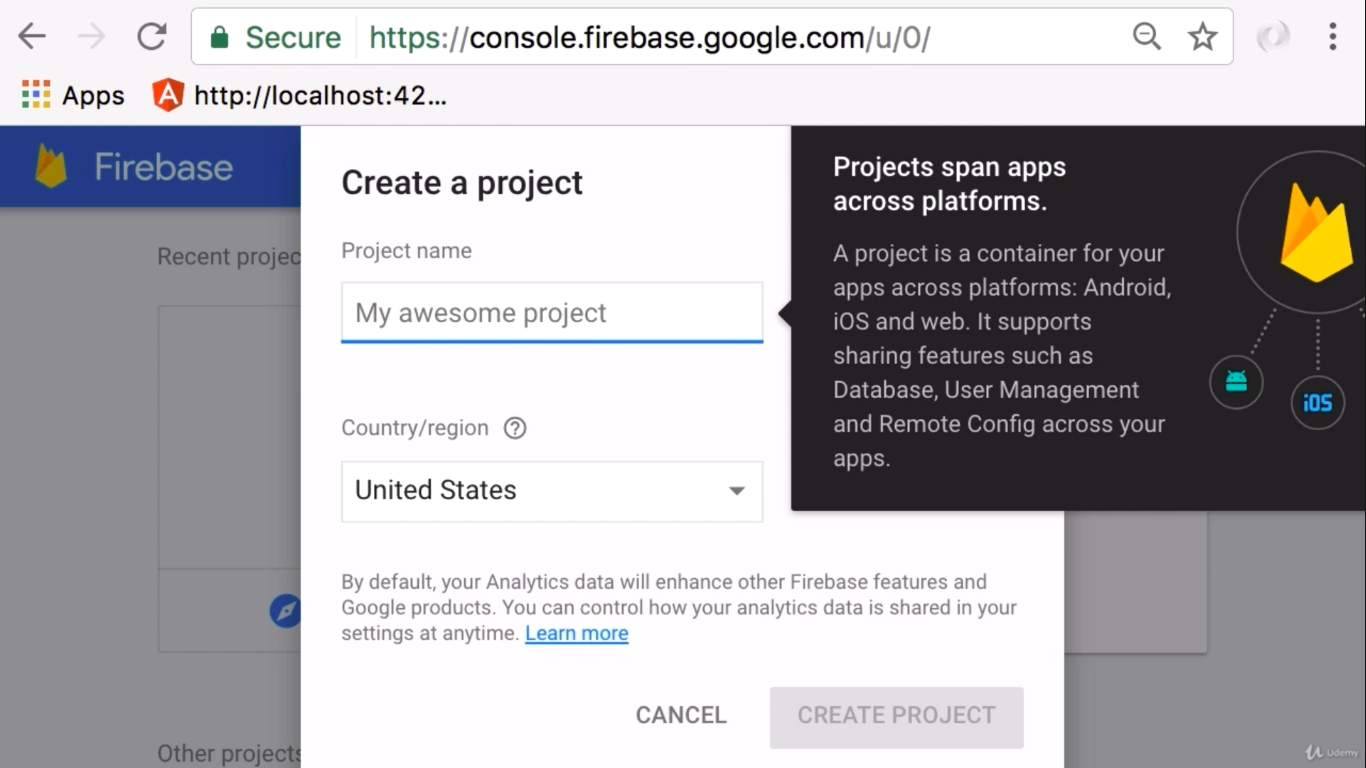 Secure https://console.firebase.google.com/u/0/
Apps http://localhost:42...
Firebase
Recent projec
Other projects
Create a project
Project name
My awesome project
Country/region ?
United States
By default, your Analytics data will enhance other Firebase features and
Google products. You can control how your analytics data is shared in your
settings at anytime. Learn more
CANCEL CREATE PROJECT
Projects span apps
across platforms.
A project is a container for your
apps across platforms: Android,
iOS and web. It supports
sharing features such as
Database, User Management
and Remote Config across your
apps.
iOS
Udemy